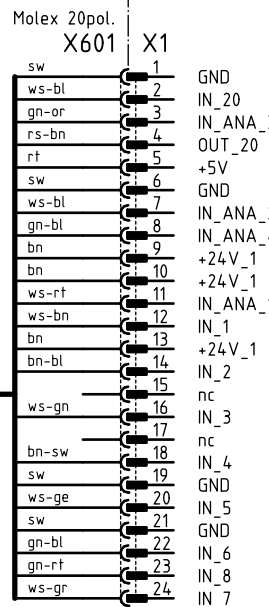 Molex 20pol.
X601 X1
sw 1 GND
ws-bl 2 IN_20
gn-or 3 IN_ANA_
rs-bn 4 OUT_20
rt 5 +5V
sw 6 GND
ws-bl 7 IN_ANA_
gn-bl 8 IN_ANA_
bn 9 +24V_1
bn 10 +24V_1
ws-rt 11 IN_ANA_
ws-bn 12 IN_1
bn 13 +24V_1
bn-bl 14 IN_2
15 nc
ws-gn 16 IN_3
17 nc
bn-sw 18 IN_4
sw 19 GND
ws-ge 20 IN_5
sw 21 GND
gn-bl 22 IN_6
gn-rt 23 IN_8
ws-gr 24 IN_7